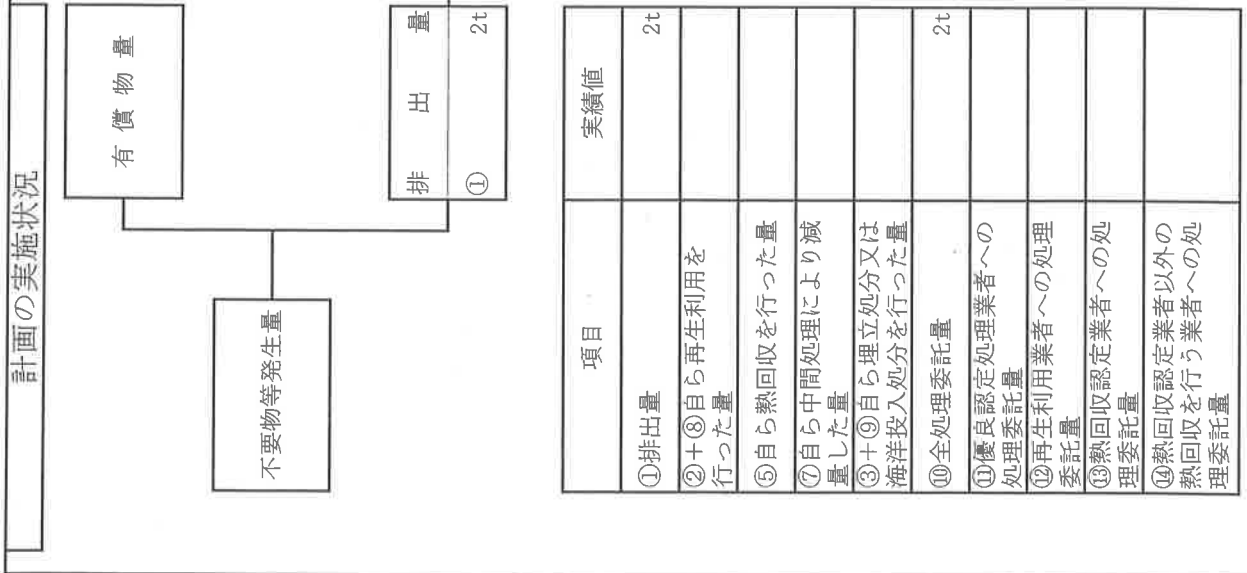 計画の実施状況
有償物量
不要物等発生量
排出量
① 2t
項目 実績値
①排出量 2t
②+⑧自ら再生利用を
行った量
⑤自ら熱回収を行った量
⑦自ら中間処理により減
量した量
③+⑨自ら埋立処分又は
海洋投入処分を行った量
⑩全処理委託量 2t
⑪優良認定処理業者への
処理委託量
⑫再生利用業者への処理
委託量
⑬熱回収認定業者への処
理委託量
⑭熱回収認定業者以外の
熱回収を行う業者への処
理委託量